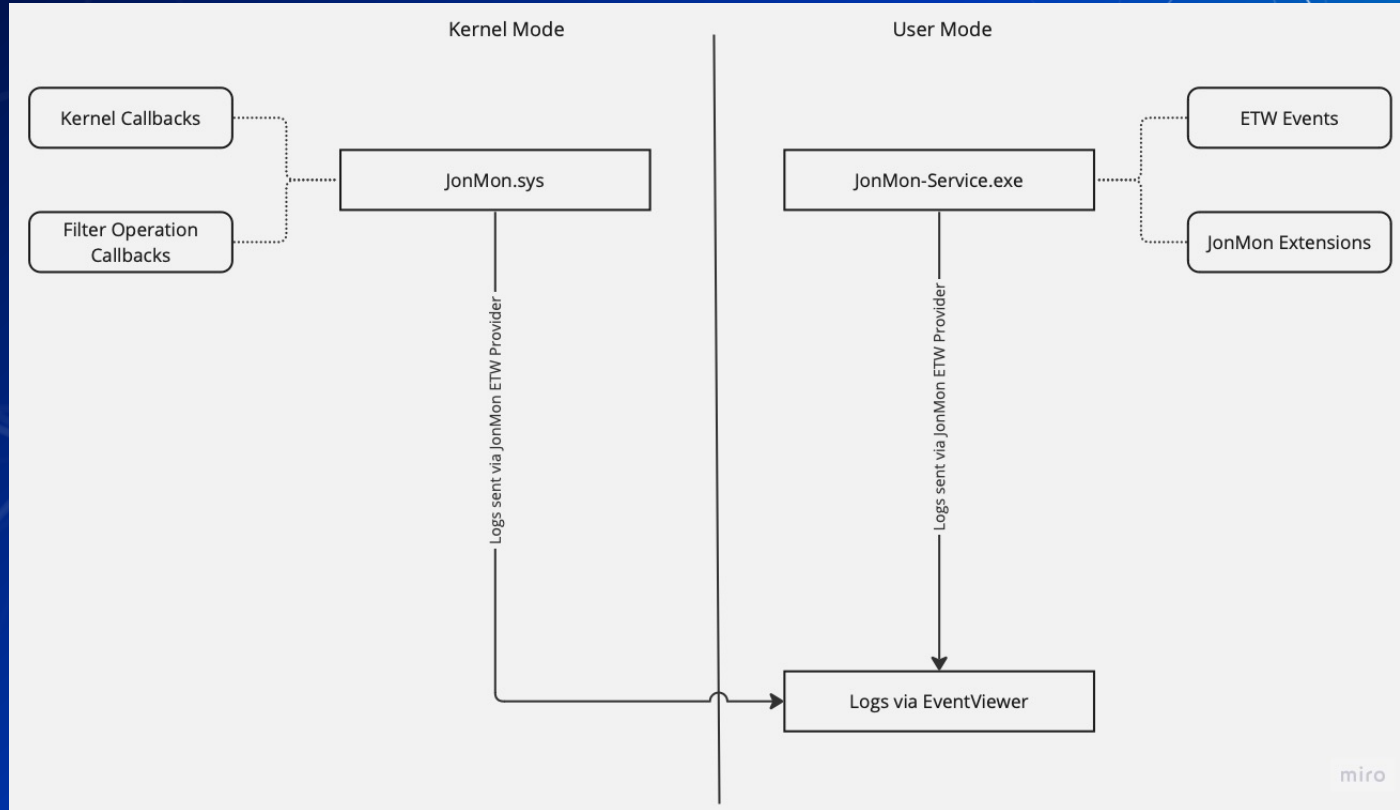 Kernel Mode
User Mode
Kernel Callbacks
ETW Events
JonMon.sys
JonMon-Service.exe
Filter Operation
Callbacks
JonMon Extensions
Logs sent via JonMon ETW Provider
Logs sent via JonMon ETW Provider
Logs via EventViewer
miro